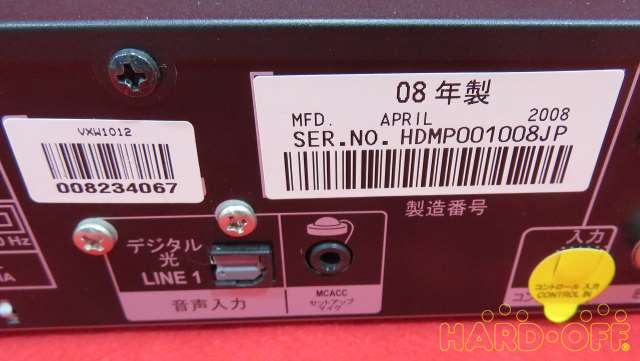 08 年製
MFD. APRIL 2008
SER.NO. HDMP001008JP
VXW1012
008234067
製造番号
デジタル
光
LINE 1
音声入力
MCACC
セットアップ
マイク
入力
コントロール 入力
CONTROL IN
Hz
HARD-OFF